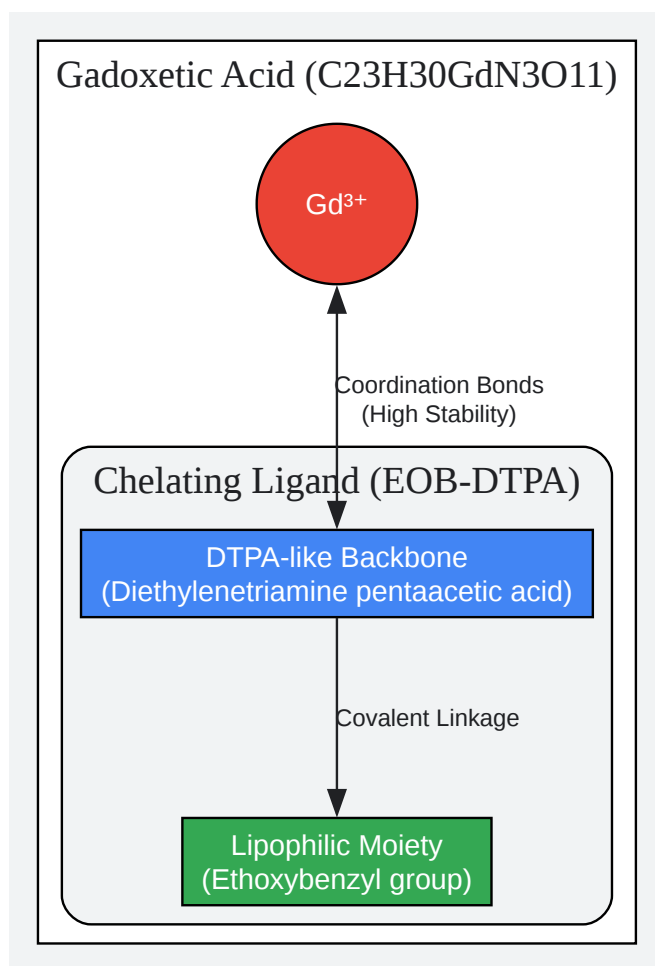 Gadoxetic Acid (C23H30GdN3O11)
Gd³⁺
Coordination Bonds
(High Stability)
Chelating Ligand (EOB-DTPA)
DTPA-like Backbone
(Diethylenetriamine pentaacetic acid)
Covalent Linkage
Lipophilic Moiety
(Ethoxybenzyl group)